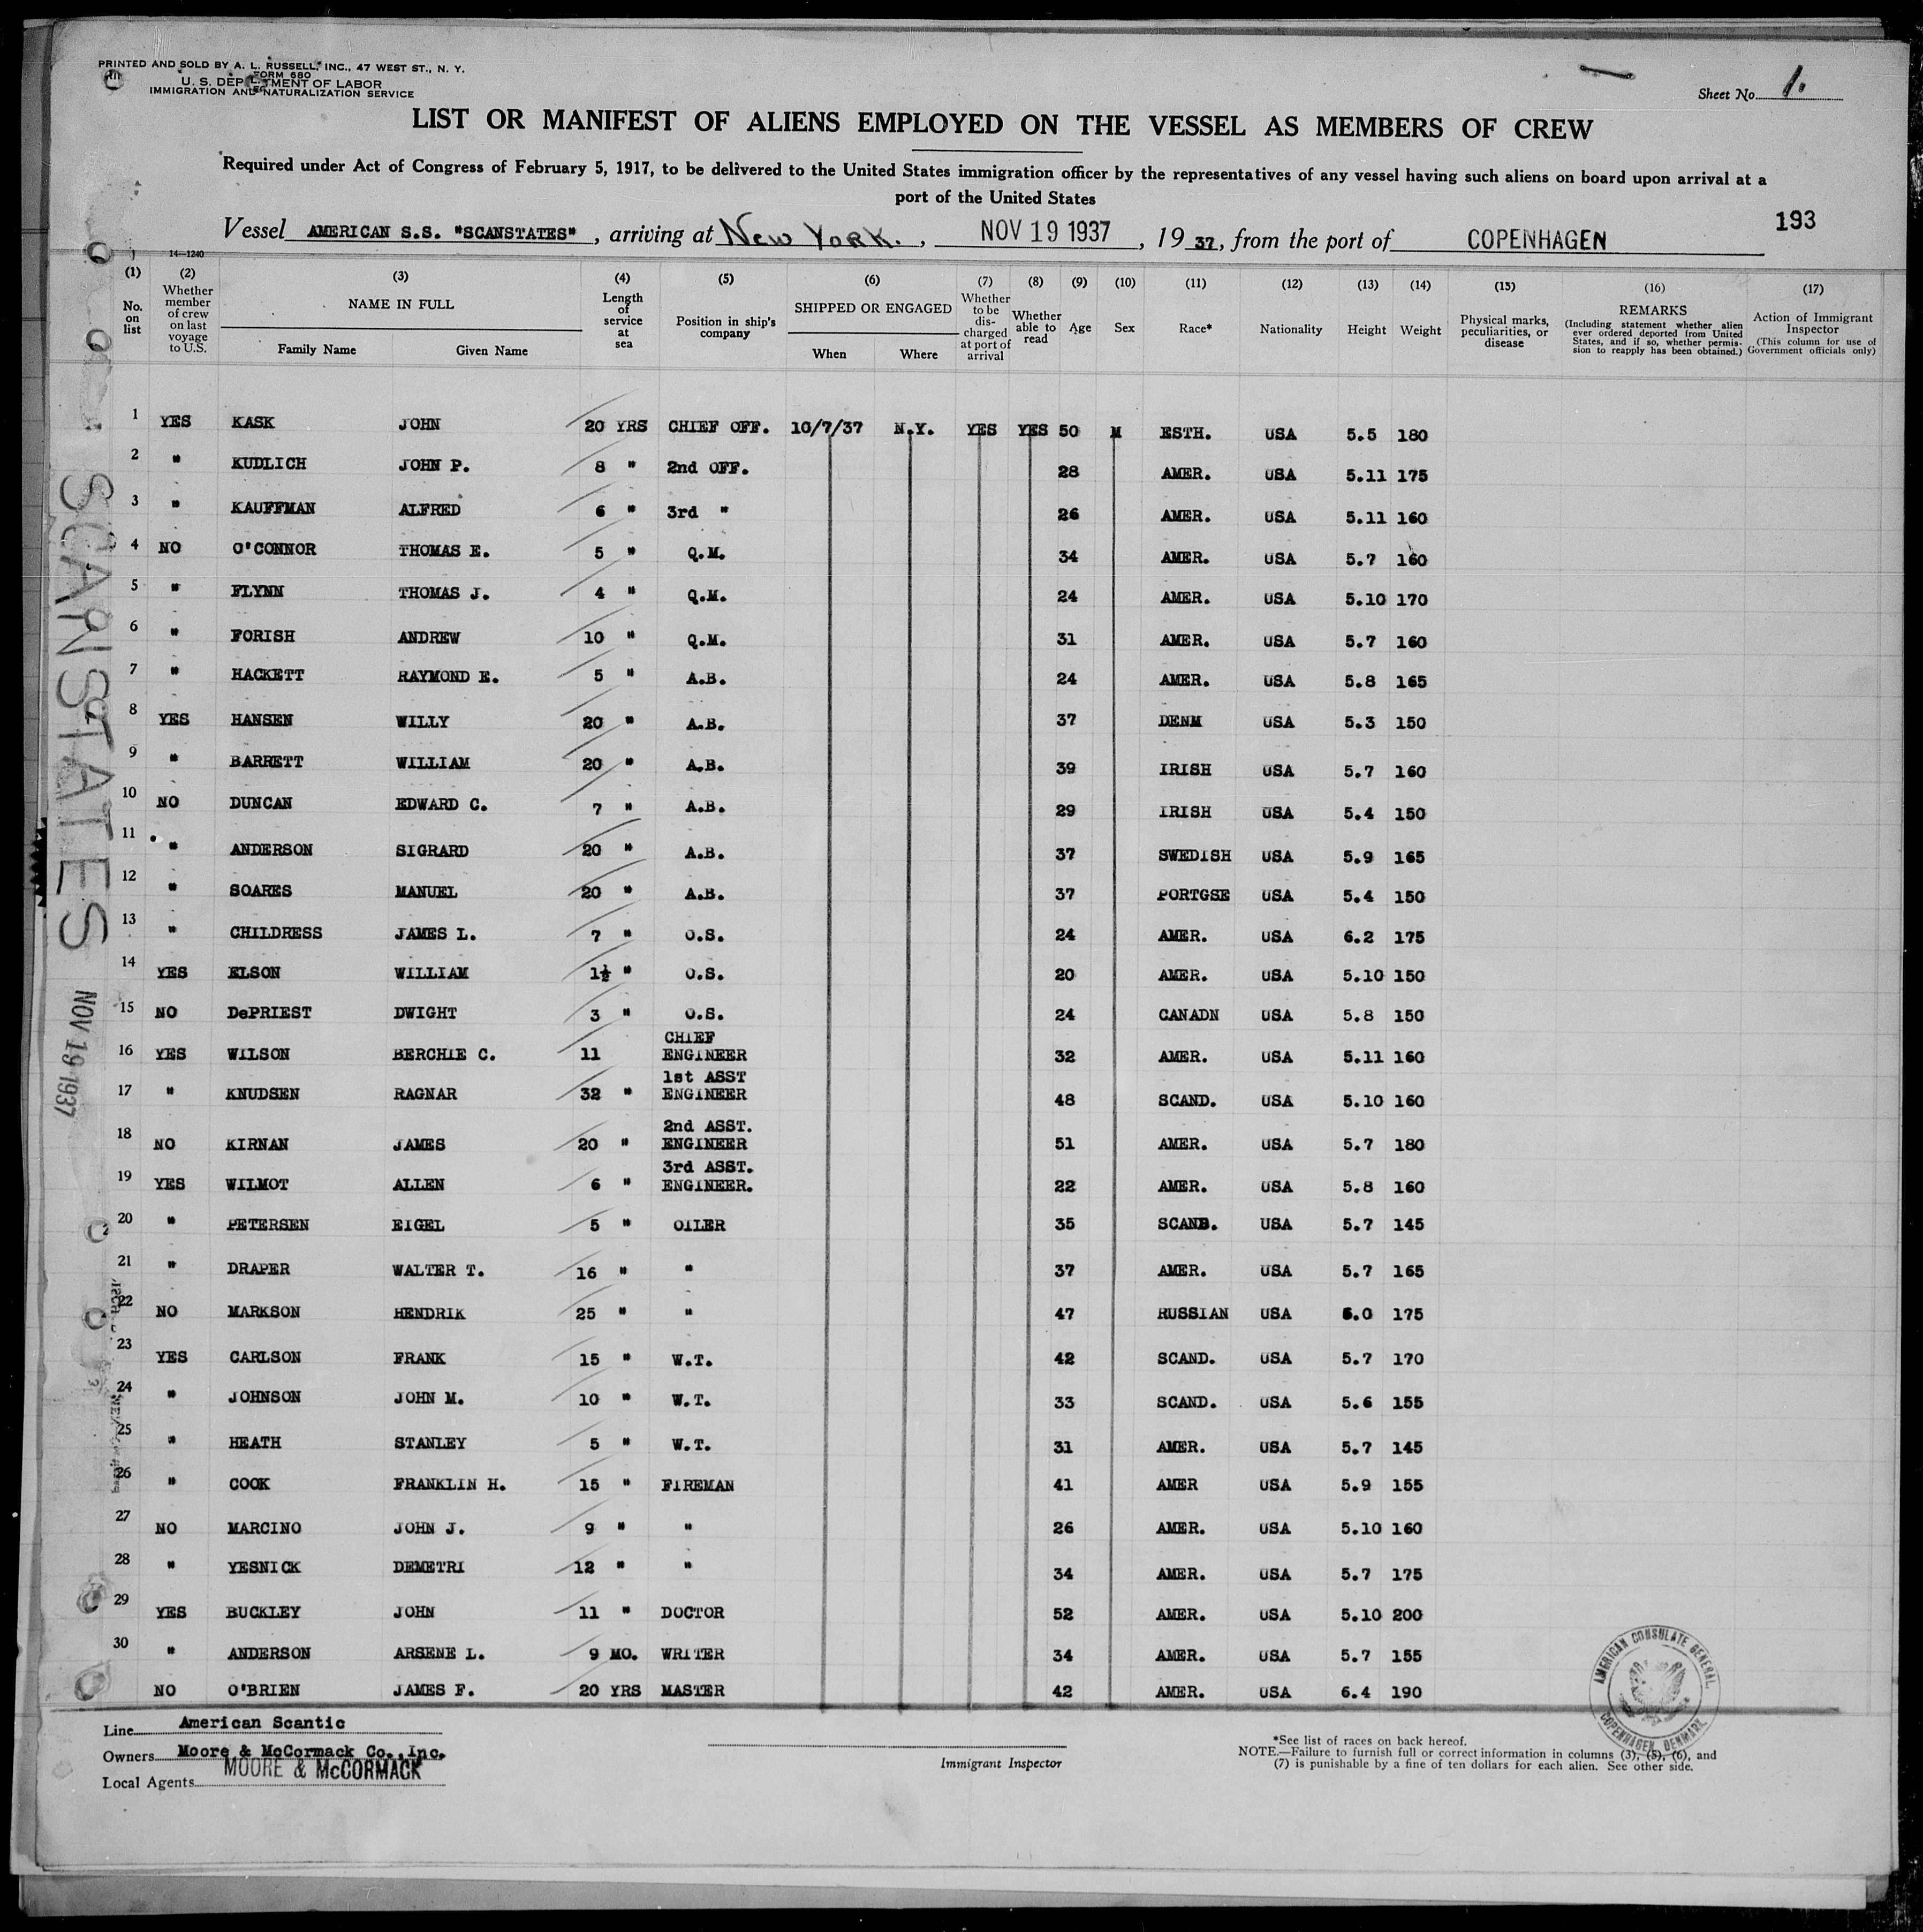 PRINTED AND SOLD BY A. L. RUSSELL, INC., 47 WEST ST., N. Y.
FORM 680
U. S. DEPARTMENT OF LABOR
IMMIGRATION AND NATURALIZATION SERVICE
Sheet No. 1.
LIST OR MANIFEST OF ALIENS EMPLOYED ON THE VESSEL AS MEMBERS OF CREW
Required under Act of Congress of February 5, 1917, to be delivered to the United States immigration officer by the representatives of any vessel having such aliens on board upon arrival at a
port of the United States
193
Vessel AMERICAN S.S. "SCANSTATES", arriving at New York., NOV 19 1937, 19 37, from the port of COPENHAGEN
14—1240
(1) (2) (3) (4) (5) (6) (7) (8) (9) (10) (11) (12) (13) (14) (15) (16) (17)
No. on list
Whether member of crew on last voyage to U.S.
NAME IN FULL
Family Name Given Name
Length of service at sea
Position in ship's company
SHIPPED OR ENGAGED
When Where
Whether to be discharged at port of arrival
Whether able to read
Age
Sex
Race*
Nationality
Height
Weight
Physical marks, peculiarities, or disease
REMARKS
(Including statement whether alien ever ordered deported from United States, and if so, whether permission to reapply has been obtained.)
Action of Immigrant Inspector
(This column for use of Government officials only)
1 YES KASK JOHN 20 YRS CHIEF OFF. 10/7/37 N.Y. YES YES 50 M ESTH. USA 5.5 180
2 " KUDLICH JOHN P. 8 " 2nd OFF. 28 AMER. USA 5.11 175
3 " KAUFFMAN ALFRED 6 " 3rd " 26 AMER. USA 5.11 160
4 NO O'CONNOR THOMAS E. 5 " Q.M. 34 AMER. USA 5.7 160
5 " FLYNN THOMAS J. 4 " Q.M. 24 AMER. USA 5.10 170
6 " FORISH ANDREW 10 " Q.M. 31 AMER. USA 5.7 160
7 " HACKETT RAYMOND E. 5 " A.B. 24 AMER. USA 5.8 165
8 YES HANSEN WILLY 20 " A.B. 37 DENM USA 5.3 150
9 " BARRETT WILLIAM 20 " A.B. 39 IRISH USA 5.7 160
10 NO DUNCAN EDWARD C. 7 " A.B. 29 IRISH USA 5.4 150
11 " ANDERSON SIGRARD 20 " A.B. 37 SWEDISH USA 5.9 165
12 " SOARES MANUEL 20 " A.B. 37 PORTGSE USA 5.4 150
13 " CHILDRESS JAMES L. 7 " O.S. 24 AMER. USA 6.2 175
14 YES ELSON WILLIAM 1½ " O.S. 20 AMER. USA 5.10 150
15 NO DePRIEST DWIGHT 3 " O.S. 24 CANADN USA 5.8 150
16 YES WILSON BERCHIE C. 11 CHIEF ENGINEER 32 AMER. USA 5.11 160
17 " KNUDSEN RAGNAR 32 " 1st ASST ENGINEER 48 SCAND. USA 5.10 160
18 NO KIRNAN JAMES 20 " 2nd ASST. ENGINEER 51 AMER. USA 5.7 180
19 YES WILMOT ALLEN 6 " 3rd ASST. ENGINEER. 22 AMER. USA 5.8 160
20 " PETERSEN EIGEL 5 " OILER 35 SCAND. USA 5.7 145
21 " DRAPER WALTER T. 16 " " 37 AMER. USA 5.7 165
22 NO MARKSON HENDRIK 25 " " 47 RUSSIAN USA 175
23 YES CARLSON FRANK 15 " W.T. 42 SCAND. USA 5.7 170
24 " JOHNSON JOHN M. 10 " W.T. 33 SCAND. USA 5.6 155
25 " HEATH STANLEY 5 " W.T. 31 AMER. USA 5.7 145
26 " COOK FRANKLIN H. 15 " FIREMAN 41 AMER USA 5.9 155
27 NO MARCINO JOHN J. 9 " " 26 AMER. USA 5.10 160
28 " YESNICK DEMETRI 12 " " 34 AMER. USA 5.7 175
29 YES BUCKLEY JOHN 11 " DOCTOR 52 AMER. USA 5.10 200
30 " ANDERSON ARSENE L. 9 MO. WRITER 34 AMER. USA 5.7 155
NO O'BRIEN JAMES F. 20 YRS MASTER 42 AMER. USA 6.4 190
SCANSTATES NOV 19 1937
Line American Scantic
Owners Moore & McCormack Co., Inc.
Local Agents MOORE & McCORMACK
Immigrant Inspector
*See list of races on back hereof.
NOTE.—Failure to furnish full or correct information in columns (3), (5), (6), and
(7) is punishable by a fine of ten dollars for each alien. See other side.
AMERICAN CONSULATE GENERAL
COPENHAGEN DENMARK